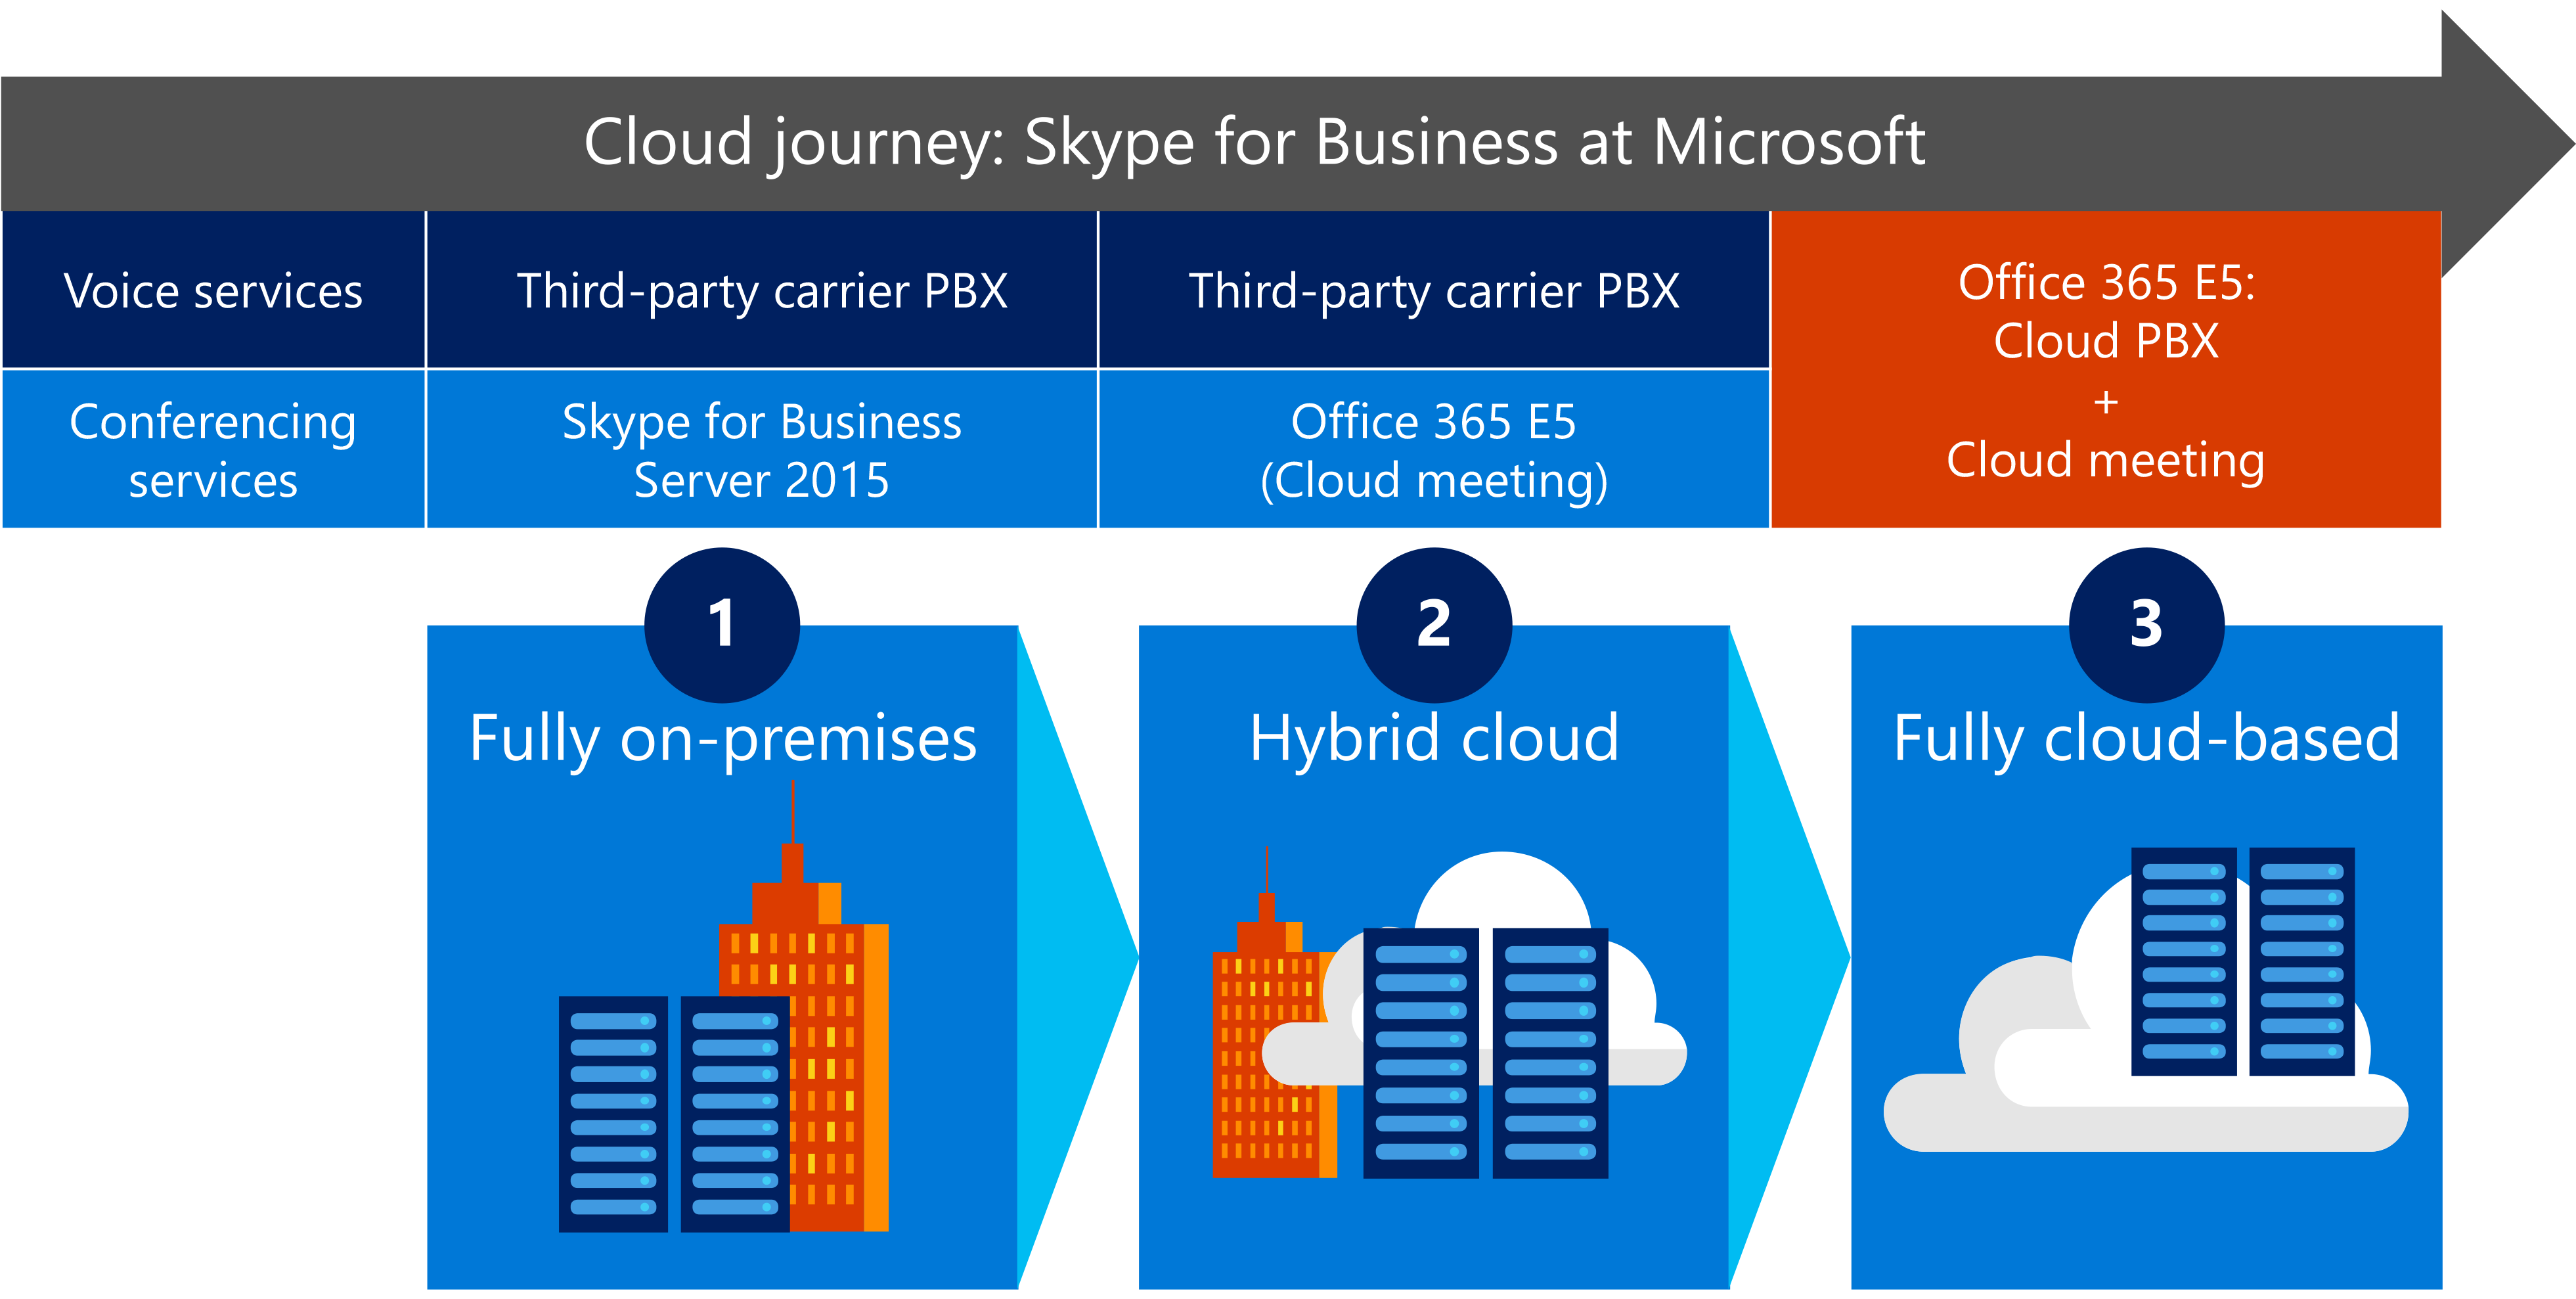 Cloud journey: Skype for Business at Microsoft
Voice services
Third-party carrier PBX
Third-party carrier PBX
Office 365 E5:
Cloud PBX
+
Cloud meeting
Conferencing
services
Skype for Business
Server 2015
Office 365 E5
(Cloud meeting)
1
Fully on-premises
2
Hybrid cloud
3
Fully cloud-based